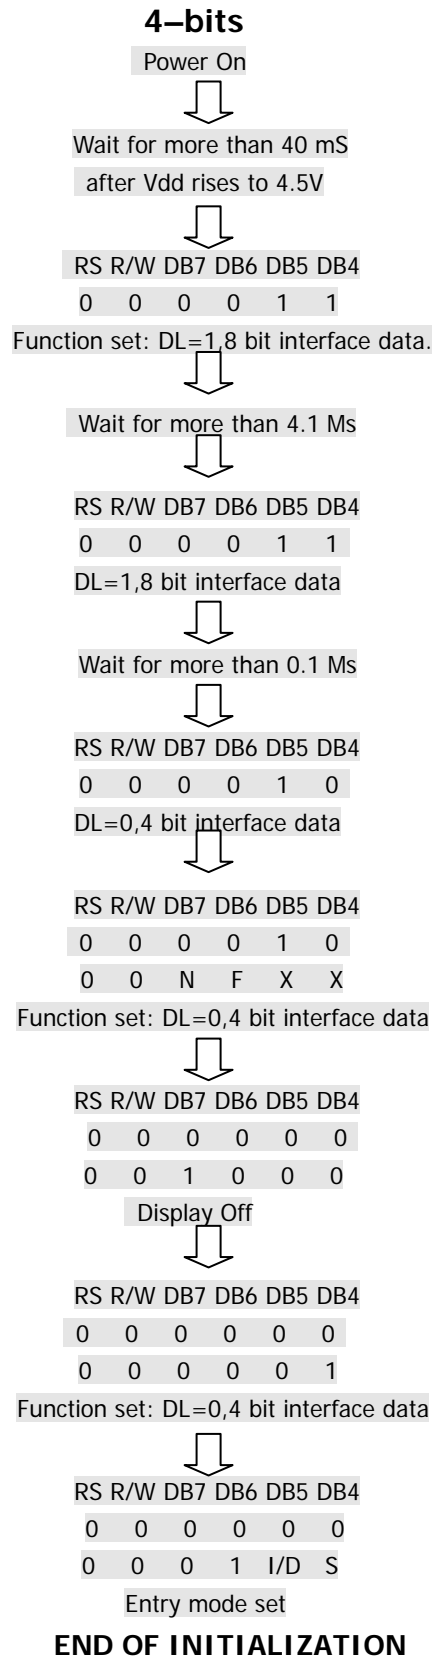 4–bits
Power On
Wait for more than 40 mS
after Vdd rises to 4.5V
RS R/W DB7 DB6 DB5 DB4
0 0 0 0 1 1
Function set: DL=1,8 bit interface data.
Wait for more than 4.1 Ms
RS R/W DB7 DB6 DB5 DB4
0 0 0 0 1 1
DL=1,8 bit interface data
Wait for more than 0.1 Ms
RS R/W DB7 DB6 DB5 DB4
0 0 0 0 1 0
DL=0,4 bit interface data
RS R/W DB7 DB6 DB5 DB4
0 0 0 0 1 0
0 0 N F X X
Function set: DL=0,4 bit interface data
RS R/W DB7 DB6 DB5 DB4
0 0 0 0 0 0
0 0 1 0 0 0
Display Off
RS R/W DB7 DB6 DB5 DB4
0 0 0 0 0 0
0 0 0 0 0 1
Function set: DL=0,4 bit interface data
RS R/W DB7 DB6 DB5 DB4
0 0 0 0 0 0
0 0 0 1 I/D S
Entry mode set
END OF INITIALIZATION